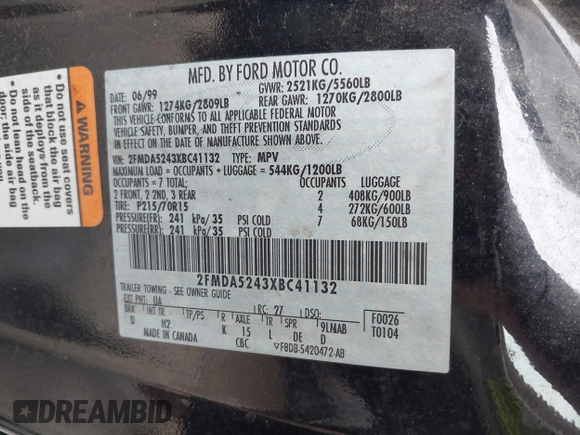 ⚠ WARNING
• Do not use seat covers
that block the air bag
as it deploys from the
side of the seatback.
• Do not lean head on the
door; the side air bag
MFD. BY FORD MOTOR CO.
DATE: 06/99 GVWR: 2521KG/5560LB
FRONT GAWR: 1274KG/2809LB REAR GAWR: 1270KG/2800LB
THIS VEHICLE CONFORMS TO ALL APPLICABLE FEDERAL MOTOR
VEHICLE SAFETY, BUMPER, AND THEFT PREVENTION STANDARDS
IN EFFECT ON THE DATE OF MANUFACTURE SHOWN ABOVE.
VIN: 2FMDA5243XBC41132 TYPE: MPV
MAXIMUM LOAD = OCCUPANTS + LUGGAGE = 544KG/1200LB
OCCUPANTS = 7 TOTAL: OCCUPANTS LUGGAGE
2 FRONT, 2 2ND, 3 REAR 2 408KG/900LB
TIRE: P215/70R15 4 272KG/600LB
PRESSURE(FR): 241 kPa/35 PSI COLD 7 68KG/150LB
PRESSURE(RR): 241 kPa/35 PSI COLD
2FMDA5243XBC41132
TRAILER TOWING - SEE OWNER GUIDE
EXT PNT: UA RC: 27 DSO: F0026
BRK INT TR TP/PS R AXLE TR SPR 9LNAB T0104
D H2 K 15 L DE D
MADE IN CANADA CBC F8DB-5420472-AB
DREAMBID